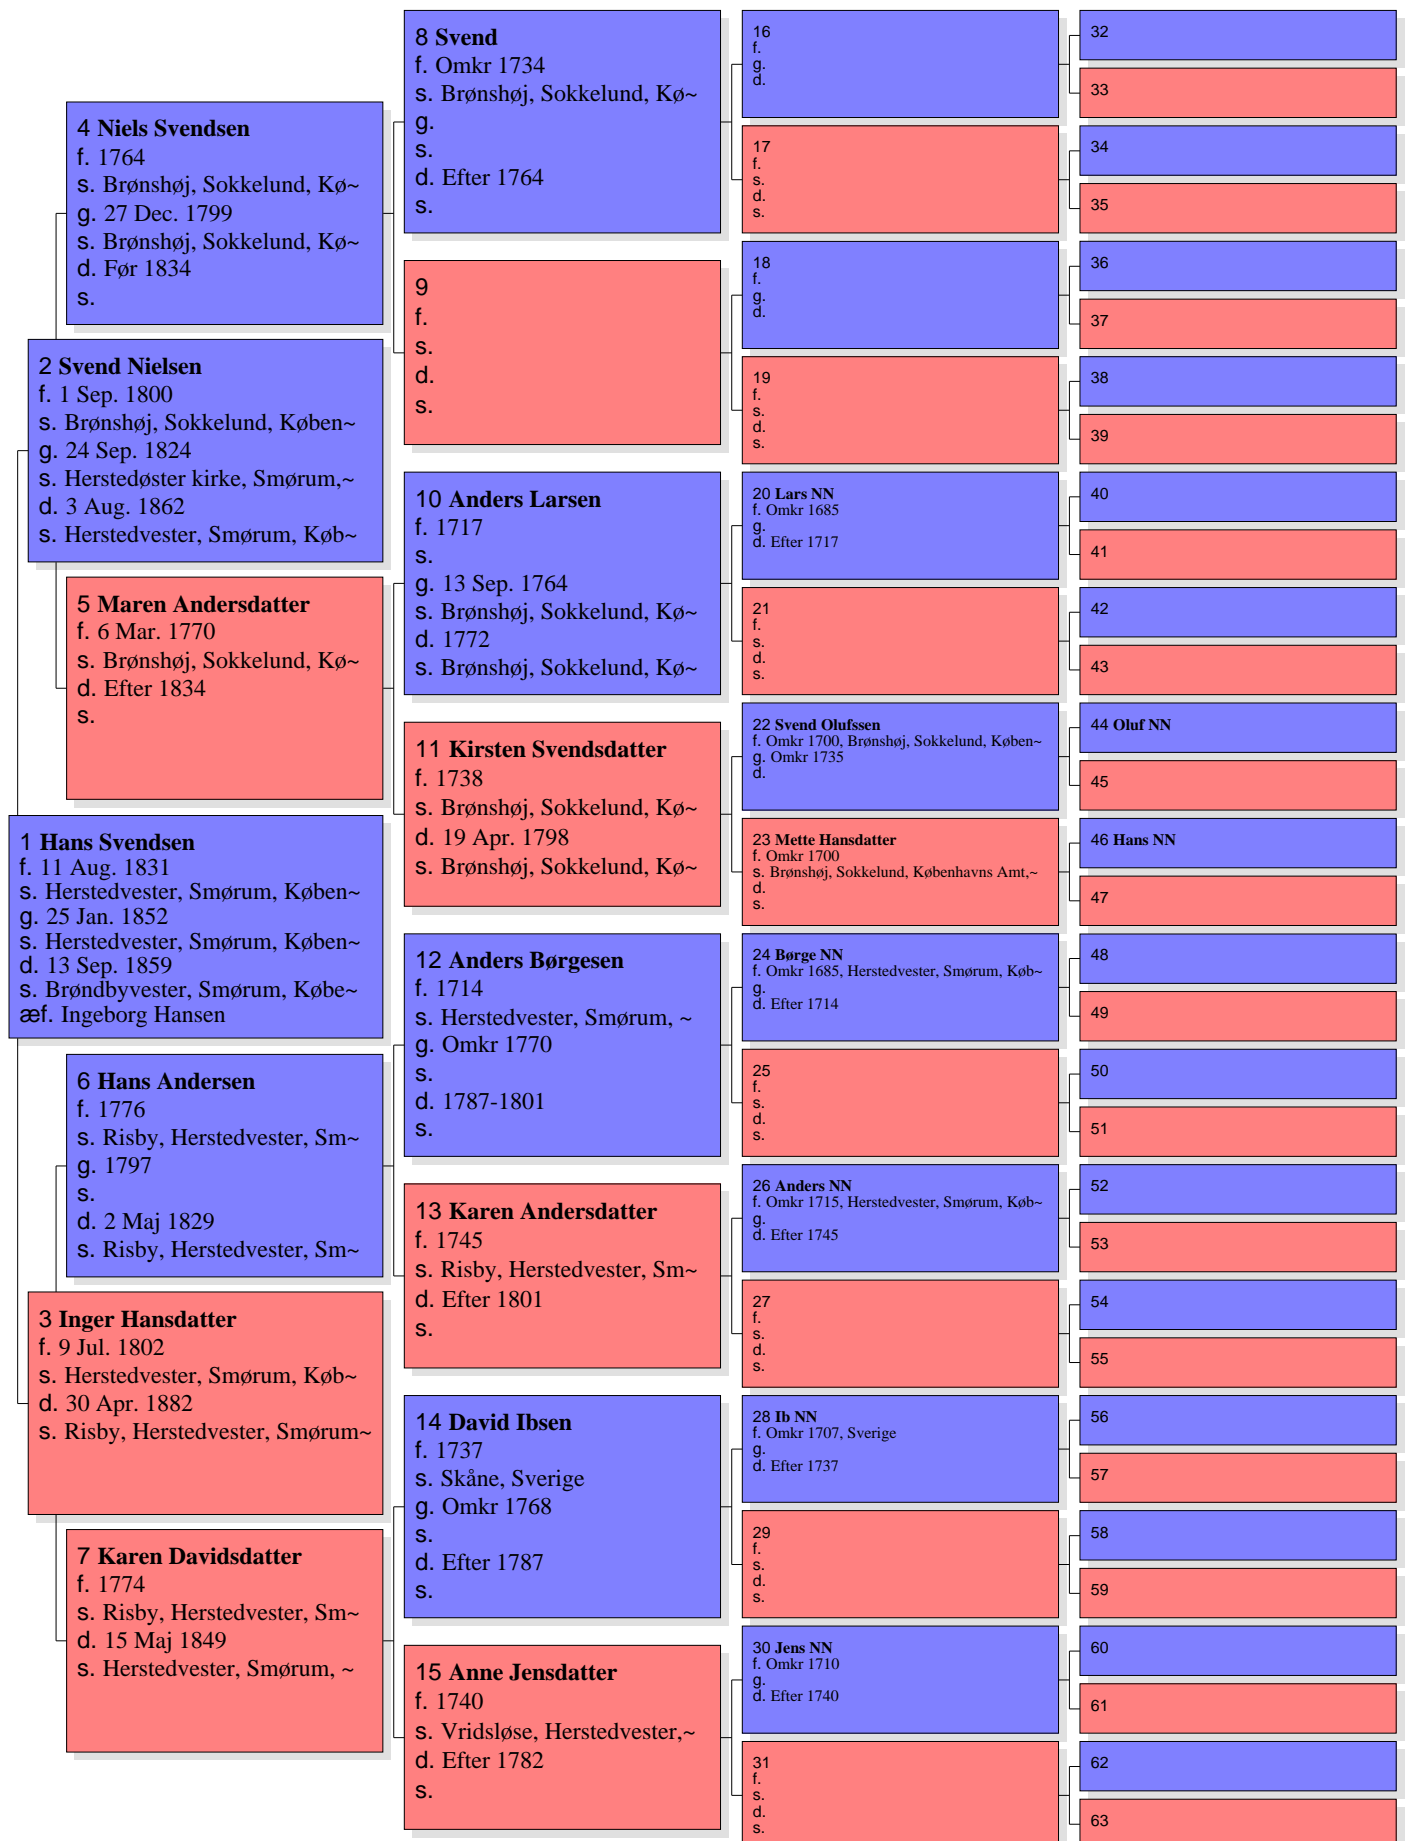 1 Hans Svendsen
f. 11 Aug. 1831
s. Herstedvester, Smørum, Køben~
g. 25 Jan. 1852
s. Herstedvester, Smørum, Køben~
d. 13 Sep. 1859
s. Brøndbyvester, Smørum, Købe~
æf. Ingeborg Hansen
2 Svend Nielsen
f. 1 Sep. 1800
s. Brønshøj, Sokkelund, Køben~
g. 24 Sep. 1824
s. Herstedøster kirke, Smørum,~
d. 3 Aug. 1862
s. Herstedvester, Smørum, Køb~
3 Inger Hansdatter
f. 9 Jul. 1802
s. Herstedvester, Smørum, Køb~
d. 30 Apr. 1882
s. Risby, Herstedvester, Smørum~
4 Niels Svendsen
f. 1764
s. Brønshøj, Sokkelund, Kø~
g. 27 Dec. 1799
s. Brønshøj, Sokkelund, Kø~
d. Før 1834
s.
5 Maren Andersdatter
f. 6 Mar. 1770
s. Brønshøj, Sokkelund, Kø~
d. Efter 1834
s.
6 Hans Andersen
f. 1776
s. Risby, Herstedvester, Sm~
g. 1797
s.
d. 2 Maj 1829
s. Risby, Herstedvester, Sm~
7 Karen Davidsdatter
f. 1774
s. Risby, Herstedvester, Sm~
d. 15 Maj 1849
s. Herstedvester, Smørum, ~
8 Svend
f. Omkr 1734
s. Brønshøj, Sokkelund, Kø~
g.
s.
d. Efter 1764
s.
9
f.
s.
d.
s.
10 Anders Larsen
f. 1717
s.
g. 13 Sep. 1764
s. Brønshøj, Sokkelund, Kø~
d. 1772
s. Brønshøj, Sokkelund, Kø~
11 Kirsten Svendsdatter
f. 1738
s. Brønshøj, Sokkelund, Kø~
d. 19 Apr. 1798
s. Brønshøj, Sokkelund, Kø~
12 Anders Børgesen
f. 1714
s. Herstedvester, Smørum, ~
g. Omkr 1770
s.
d. 1787-1801
s.
13 Karen Andersdatter
f. 1745
s. Risby, Herstedvester, Sm~
d. Efter 1801
s.
14 David Ibsen
f. 1737
s. Skåne, Sverige
g. Omkr 1768
s.
d. Efter 1787
s.
15 Anne Jensdatter
f. 1740
s. Vridsløse, Herstedvester,~
d. Efter 1782
s.
16
f.
g.
d.
17
f.
s.
d.
s.
18
f.
g.
d.
19
f.
s.
d.
s.
20 Lars NN
f. Omkr 1685
g.
d. Efter 1717
21
f.
s.
d.
s.
22 Svend Olufssen
f. Omkr 1700, Brønshøj, Sokkelund, Køben~
g. Omkr 1735
d.
23 Mette Hansdatter
f. Omkr 1700
s. Brønshøj, Sokkelund, Københavns Amt,~
d.
s.
24 Børge NN
f. Omkr 1685, Herstedvester, Smørum, Køb~
g.
d. Efter 1714
25
f.
s.
d.
s.
26 Anders NN
f. Omkr 1715, Herstedvester, Smørum, Køb~
g.
d. Efter 1745
27
f.
s.
d.
s.
28 Ib NN
f. Omkr 1707, Sverige
g.
d. Efter 1737
29
f.
s.
d.
s.
30 Jens NN
f. Omkr 1710
g.
d. Efter 1740
31
f.
s.
d.
s.
32
33
34
35
36
37
38
39
40
41
42
43
44 Oluf NN
45
46 Hans NN
47
48
49
50
51
52
53
54
55
56
57
58
59
60
61
62
63